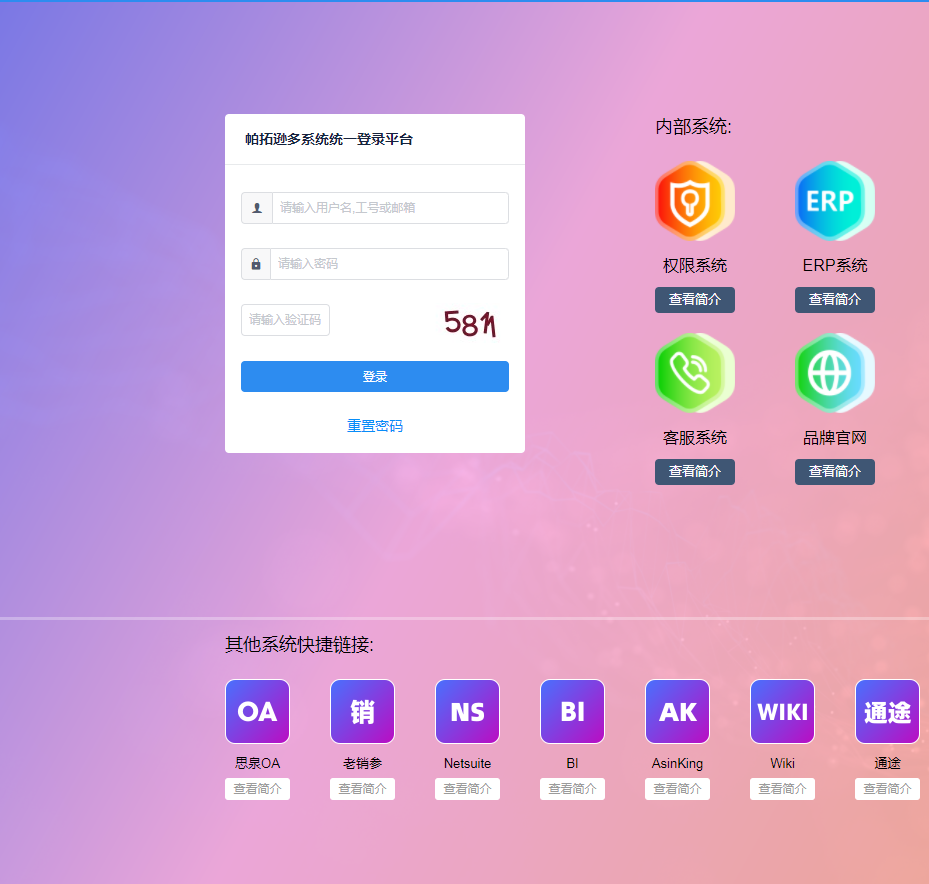 帕拓逊多系统统一登录平台
请输入用户名,工号或邮箱
请输入密码
请输入验证码
登录
重置密码
内部系统:
ERP
权限系统
ERP系统
查看简介
查看简介
客服系统
品牌官网
查看简介
查看简介
其他系统快捷链接:
OA
销
NS
BI
AK
WIKI
通途
思泉OA
老销参
Netsuite
BI
AsinKing
Wiki
通途
查看简介
查看简介
查看简介
查看简介
查看简介
查看简介
查看简介